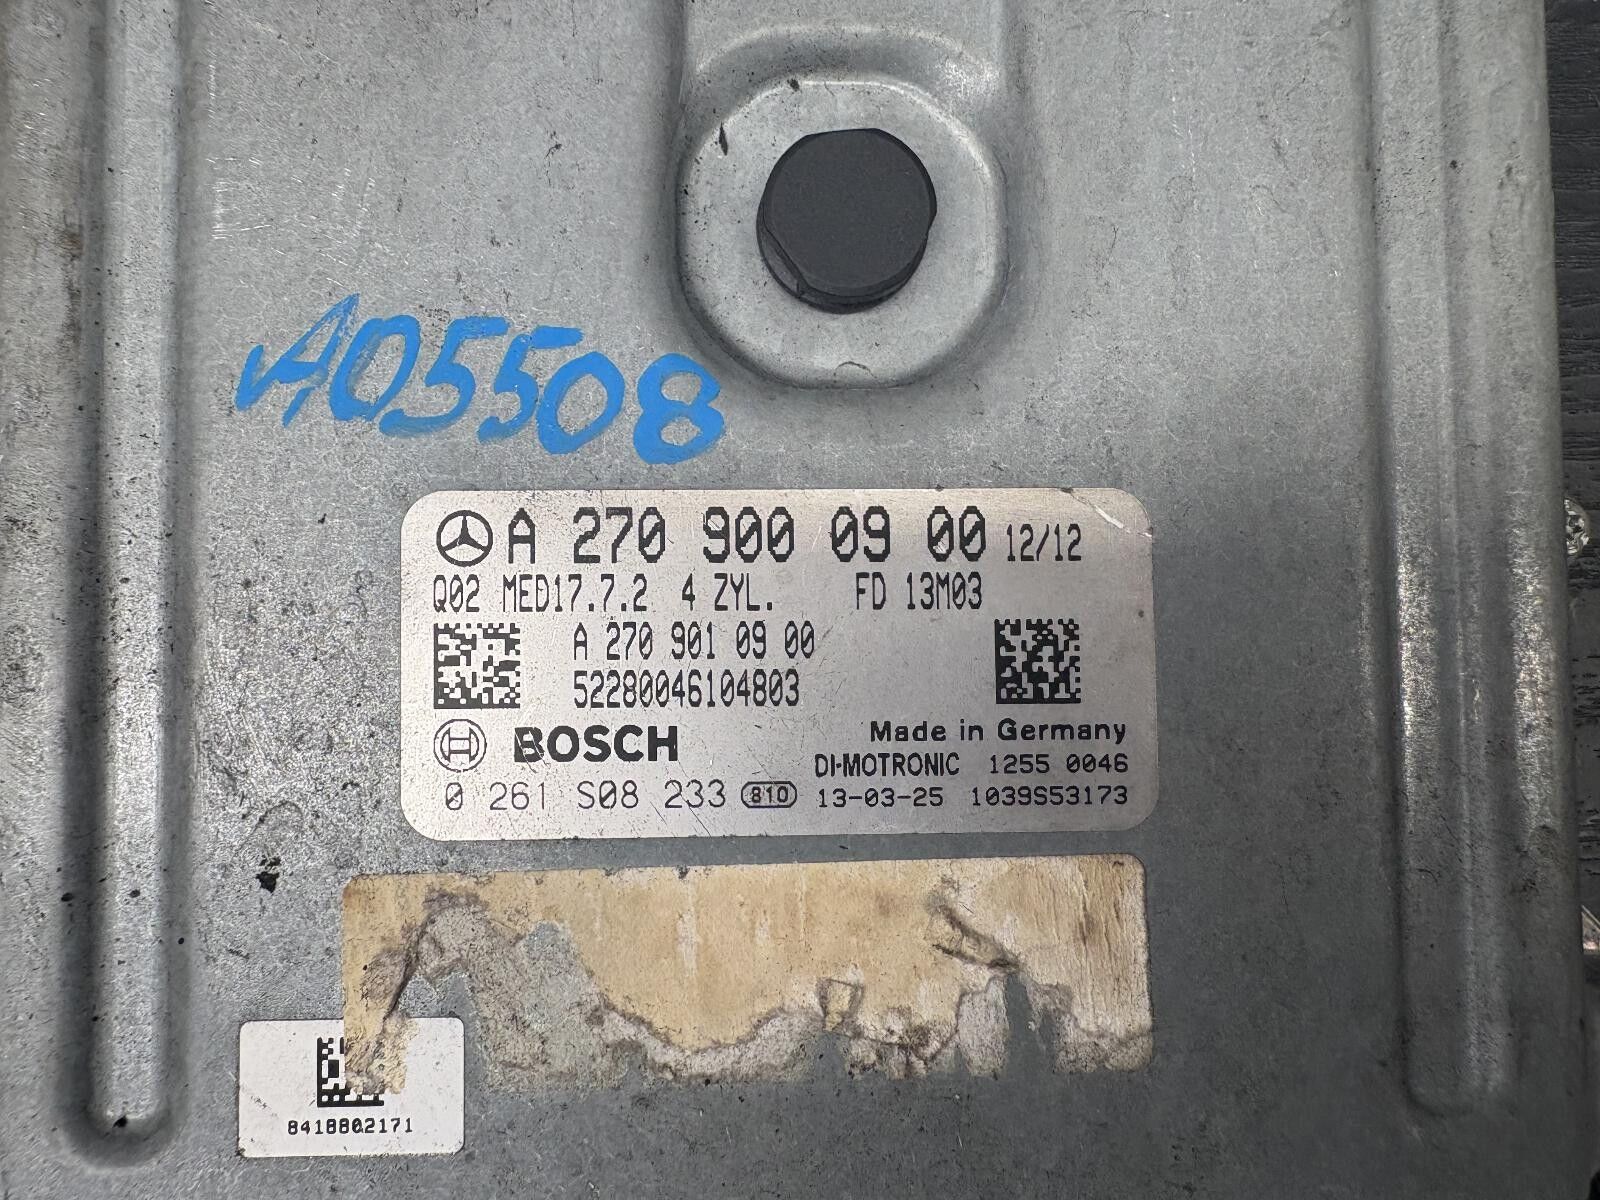 A05508
A 270 900 09 00 12/12
Q02 MED17.7.2 4 ZYL. FD 13M03
A 270 901 09 00
52280046104803
BOSCH Made in Germany
DI-MOTRONIC 1255 0046
0 261 S08 233 810 13-03-25 1039S53173
8418802171